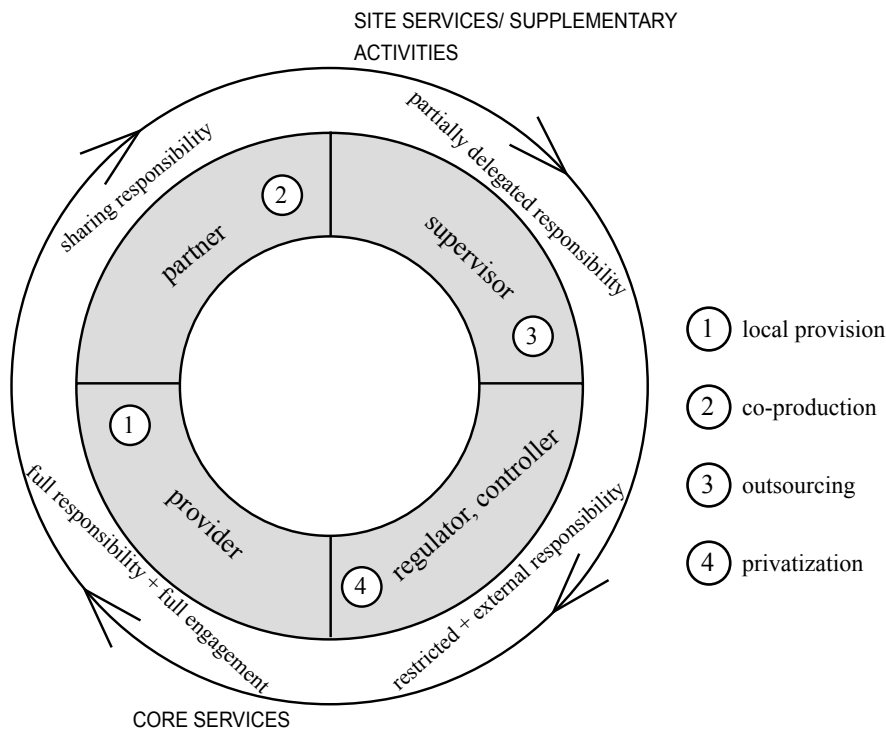 SITE SERVICES/ SUPPLEMENTARY
ACTIVITIES
sharing responsibility
partially delegated responsibility
partner
2
supervisor
3
1
provider
full responsibility + full engagement
4
regulator, controller
restricted + external responsibility
CORE SERVICES
1 local provision
2 co-production
3 outsourcing
4 privatization